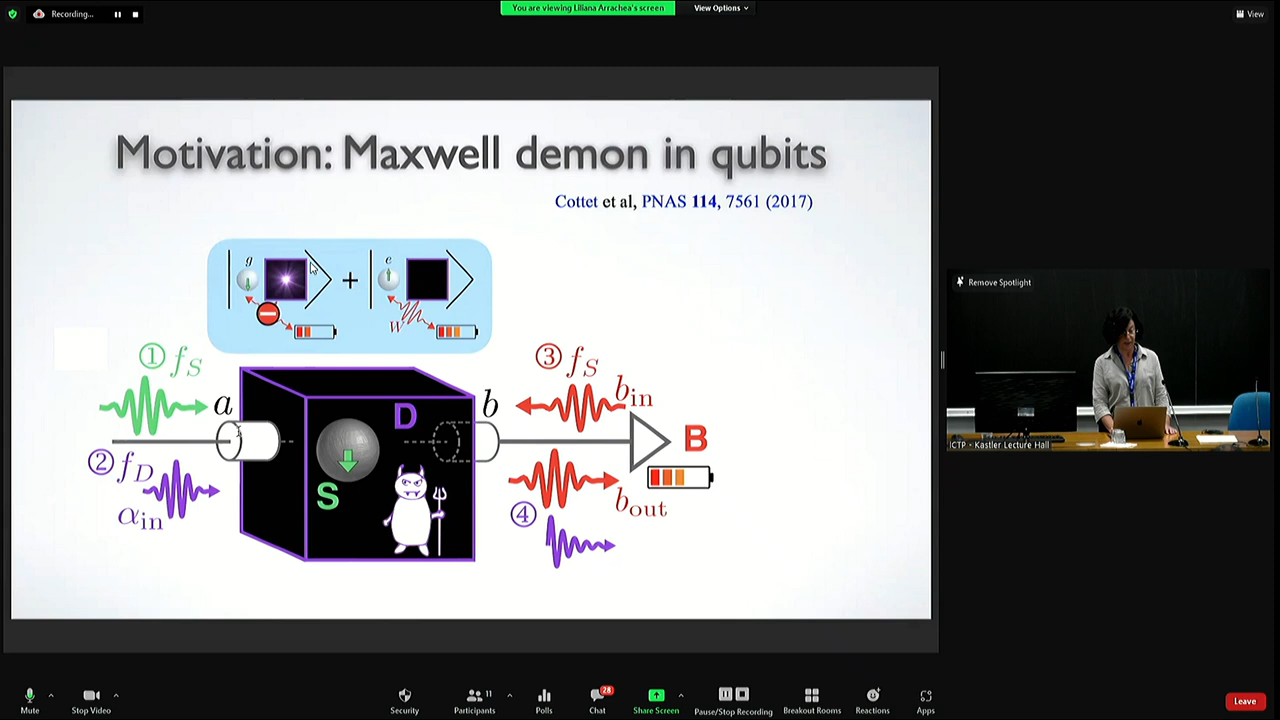 Recording...
You are viewing Liliana Arrachea's screen
View Options
View
Motivation: Maxwell demon in qubits
Cottet et al, PNAS 114, 7561 (2017)
g
+
e
W
① f_S
a
② f_D
α_in
D
S
③ f_S
b_in
b
B
b_out
④
Remove Spotlight
ICTP - Kastler Lecture Hall
Mute
Stop Video
Security
Participants
11
Polls
Chat
28
Share Screen
Pause/Stop Recording
Breakout Rooms
Reactions
Apps
Leave